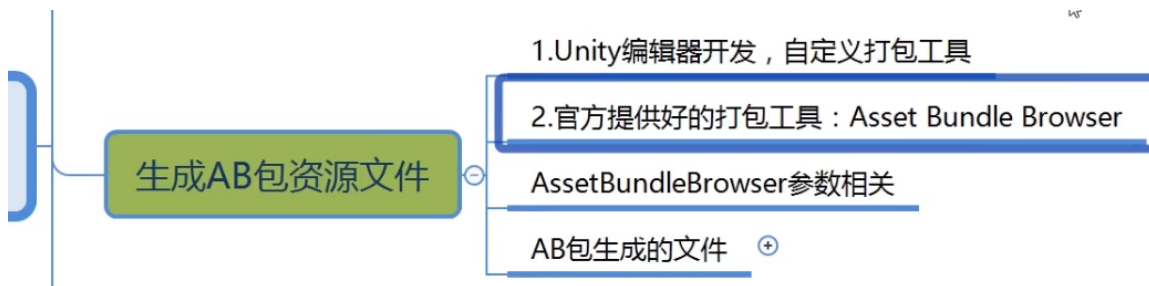 生成AB包资源文件
1.Unity编辑器开发，自定义打包工具
2.官方提供好的打包工具：Asset Bundle Browser
AssetBundleBrowser参数相关
AB包生成的文件